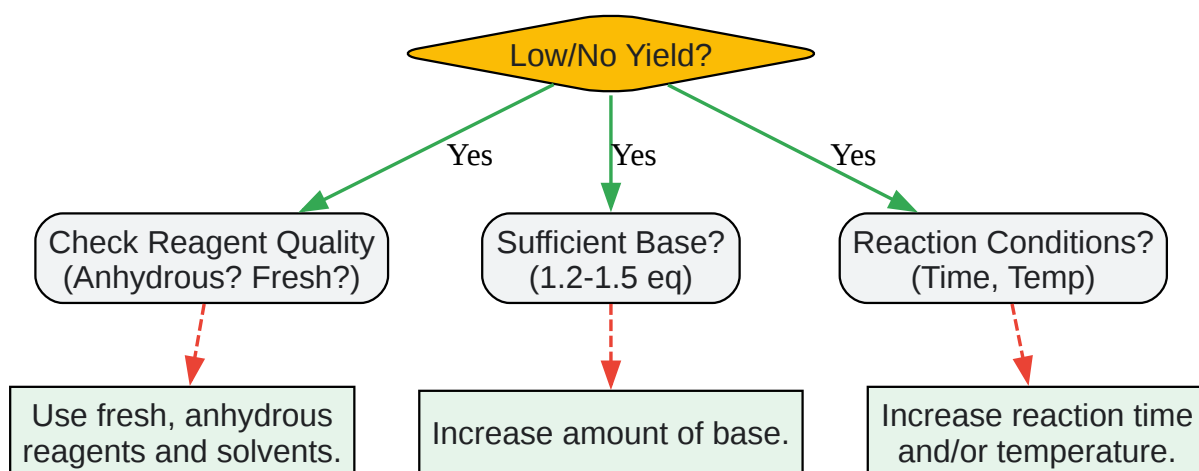 Low/No Yield?
Yes
Yes
Yes
Check Reagent Quality
(Anhydrous? Fresh?)
Sufficient Base?
(1.2-1.5 eq)
Reaction Conditions?
(Time, Temp)
Use fresh, anhydrous
reagents and solvents.
Increase amount of base.
Increase reaction time
and/or temperature.